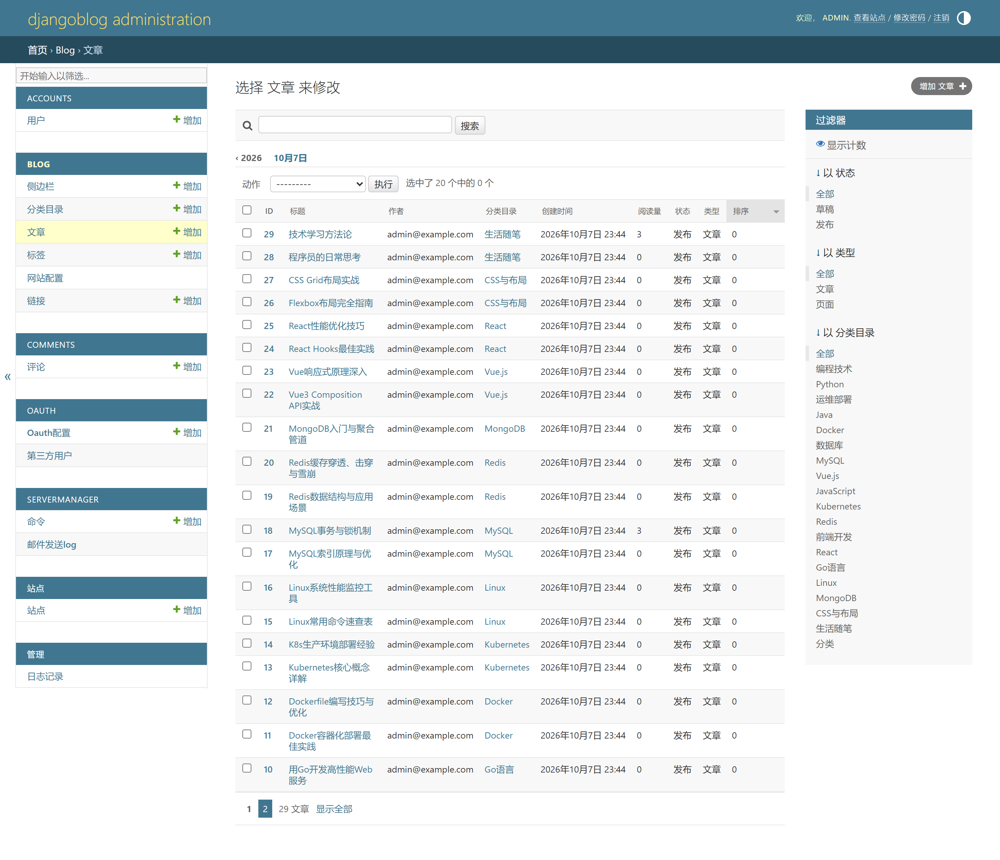 djangoblog administration
欢迎， ADMIN. 查看站点 / 修改密码 / 注销
首页 › Blog › 文章
开始输入以筛选...
ACCOUNTS
用户 增加
BLOG
侧边栏 增加
分类目录 增加
文章 增加
标签 增加
网站配置
链接 增加
COMMENTS
评论 增加
OAUTH
Oauth配置 增加
第三方用户
SERVERMANAGER
命令 增加
邮件发送log
站点
站点 增加
管理
日志记录
«
选择 文章 来修改
增加 文章
搜索
‹ 2026 10月7日
动作 --------- 执行 选中了 20 个中的 0 个
ID 标题 作者 分类目录 创建时间 阅读量 状态 类型 排序
29 技术学习方法论 admin@example.com 生活随笔 2026年10月7日 23:44 3 发布 文章 0
28 程序员的日常思考 admin@example.com 生活随笔 2026年10月7日 23:44 0 发布 文章 0
27 CSS Grid布局实战 admin@example.com CSS与布局 2026年10月7日 23:44 0 发布 文章 0
26 Flexbox布局完全指南 admin@example.com CSS与布局 2026年10月7日 23:44 0 发布 文章 0
25 React性能优化技巧 admin@example.com React 2026年10月7日 23:44 0 发布 文章 0
24 React Hooks最佳实践 admin@example.com React 2026年10月7日 23:44 0 发布 文章 0
23 Vue响应式原理深入 admin@example.com Vue.js 2026年10月7日 23:44 0 发布 文章 0
22 Vue3 Composition admin@example.com Vue.js 2026年10月7日 23:44 0 发布 文章 0
API实战
21 MongoDB入门与聚合 admin@example.com MongoDB 2026年10月7日 23:44 0 发布 文章 0
管道
20 Redis缓存穿透、击穿 admin@example.com Redis 2026年10月7日 23:44 0 发布 文章 0
与雪崩
19 Redis数据结构与应用 admin@example.com Redis 2026年10月7日 23:44 0 发布 文章 0
场景
18 MySQL事务与锁机制 admin@example.com MySQL 2026年10月7日 23:44 3 发布 文章 0
17 MySQL索引原理与优 admin@example.com MySQL 2026年10月7日 23:44 0 发布 文章 0
化
16 Linux系统性能监控工 admin@example.com Linux 2026年10月7日 23:44 0 发布 文章 0
具
15 Linux常用命令速查表 admin@example.com Linux 2026年10月7日 23:44 0 发布 文章 0
14 K8s生产环境部署经验 admin@example.com Kubernetes 2026年10月7日 23:44 0 发布 文章 0
13 Kubernetes核心概念 admin@example.com Kubernetes 2026年10月7日 23:44 0 发布 文章 0
详解
12 Dockerfile编写技巧与 admin@example.com Docker 2026年10月7日 23:44 0 发布 文章 0
优化
11 Docker容器化部署最 admin@example.com Docker 2026年10月7日 23:44 0 发布 文章 0
佳实践
10 用Go开发高性能Web admin@example.com Go语言 2026年10月7日 23:44 0 发布 文章 0
服务
1 2 29 文章 显示全部
过滤器
显示计数
↓ 以 状态
全部
草稿
发布
↓ 以 类型
全部
文章
页面
↓ 以 分类目录
全部
编程技术
Python
运维部署
Java
Docker
数据库
MySQL
Vue.js
JavaScript
Kubernetes
Redis
前端开发
React
Go语言
Linux
MongoDB
CSS与布局
生活随笔
分类